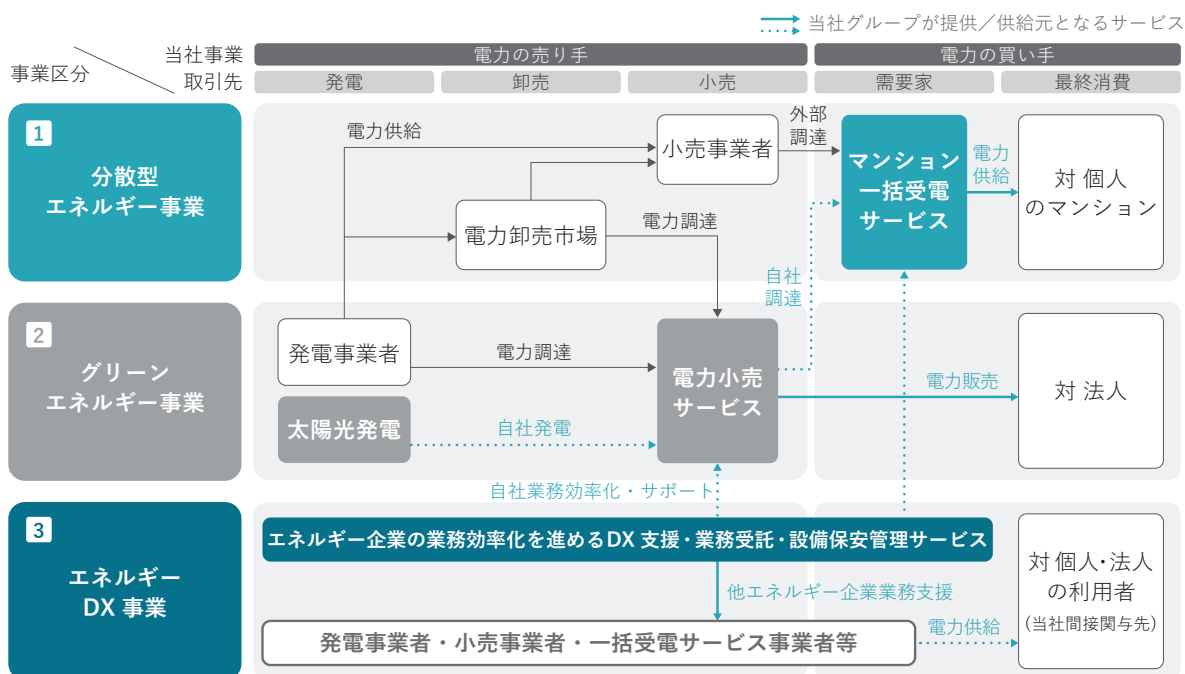 当社グループが提供／供給元となるサービス
事業区分
当社事業
取引先
電力の売り手
電力の買い手
発電
卸売
小売
需要家
最終消費
1
分散型
エネルギー事業
電力供給
小売事業者
外部
調達
マンション
一括受電
サービス
電力
供給
対 個人
のマンション
電力卸売市場
電力調達
自社
調達
2
グリーン
エネルギー事業
発電事業者
電力調達
電力小売
サービス
電力販売
対 法人
太陽光発電
自社発電
自社業務効率化・サポート
3
エネルギー
DX 事業
エネルギー企業の業務効率化を進めるDX 支援・業務受託・設備保安管理サービス
他エネルギー企業業務支援
発電事業者・小売事業者・一括受電サービス事業者等
電力供給
対 個人・法人
の利用者
(当社間接関与先)